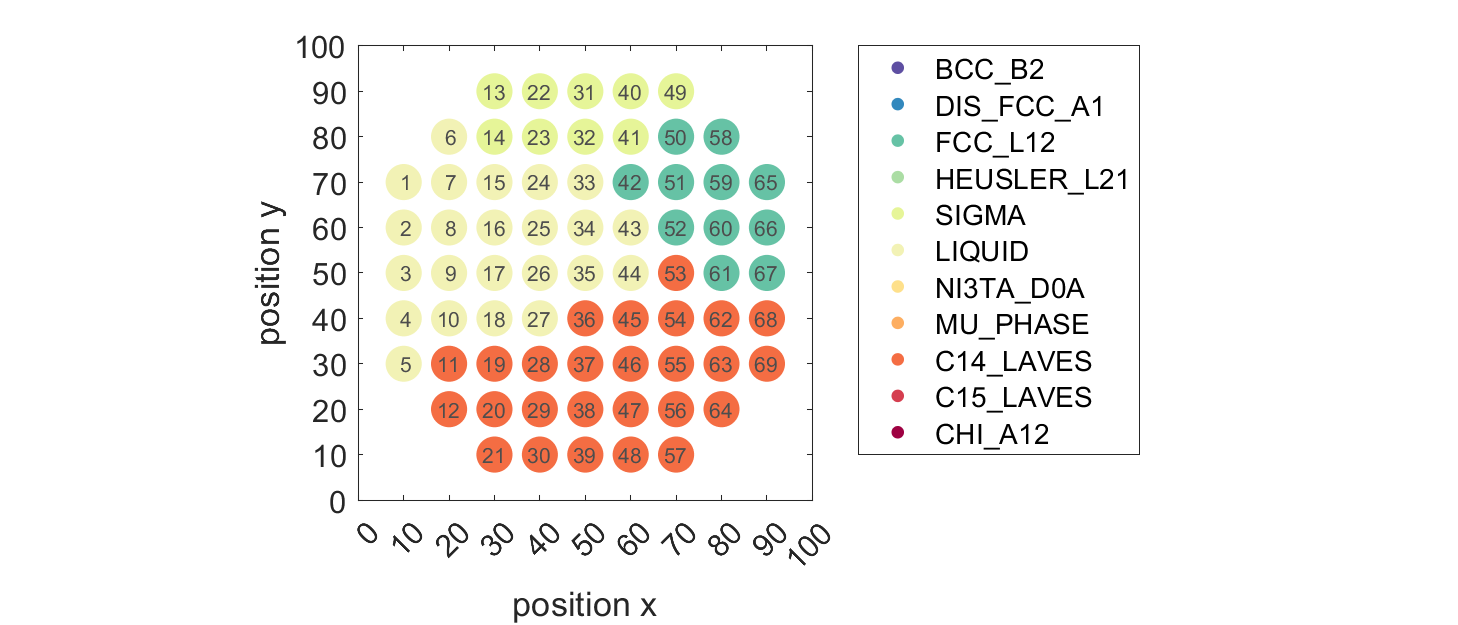 100
90
80
70
60
50
40
30
20
10
0
position y
13 22 31 40 49
6 14 23 32 41 50 58
1 7 15 24 33 42 51 59 65
2 8 16 25 34 43 52 60 66
3 9 17 26 35 44 53 61 67
4 10 18 27 36 45 54 62 68
5 11 19 28 37 46 55 63 69
12 20 29 38 47 56 64
21 30 39 48 57
0 10 20 30 40 50 60 70 80 90 100
position x
BCC_B2
DIS_FCC_A1
FCC_L12
HEUSLER_L21
SIGMA
LIQUID
NI3TA_D0A
MU_PHASE
C14_LAVES
C15_LAVES
CHI_A12